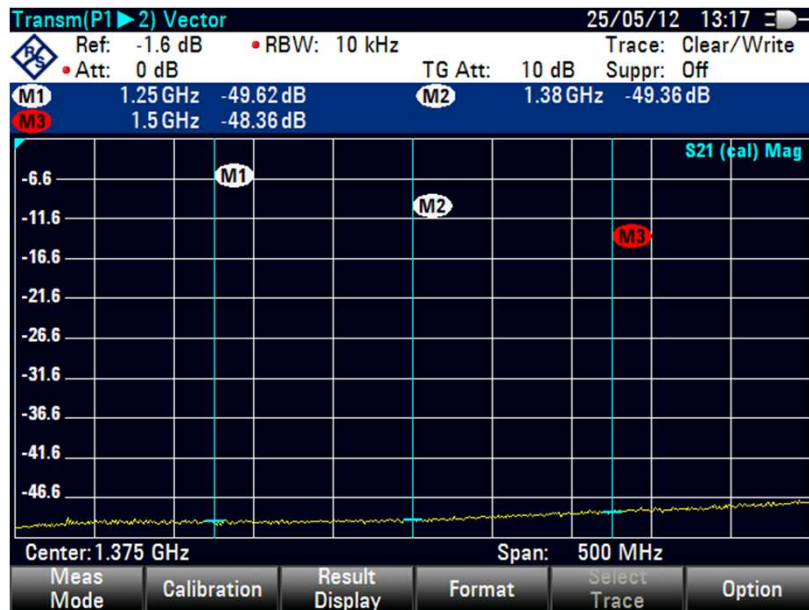 Transm(P1►2) Vector 25/05/12 13:17
Ref: -1.6 dB • RBW: 10 kHz Trace: Clear/Write
R&S • Att: 0 dB TG Att: 10 dB Suppr: Off
M1 1.25 GHz -49.62 dB M2 1.38 GHz -49.36 dB
M3 1.5 GHz -48.36 dB
S21 (cal) Mag
-6.6 M1
-11.6 M2
M3
-16.6
-21.6
-26.6
-31.6
-36.6
-41.6
-46.6
Center: 1.375 GHz Span: 500 MHz
Meas Mode Calibration Result Display Format Select Trace Option